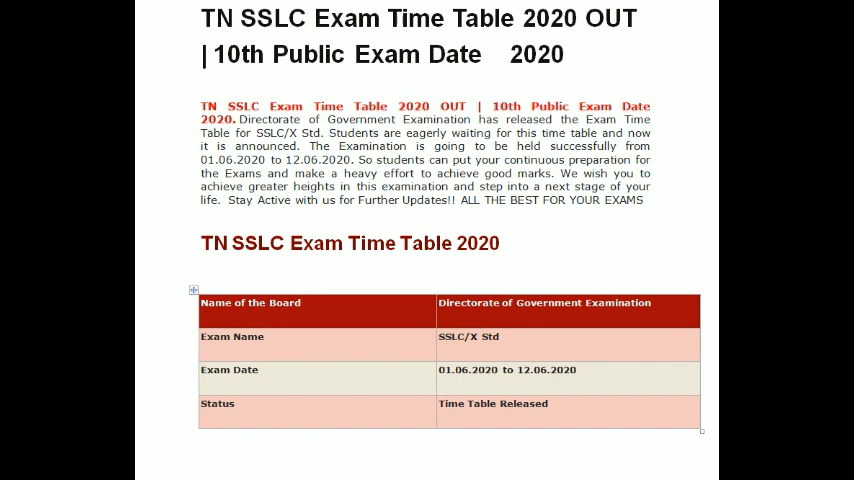 TN SSLC Exam Time Table 2020 OUT
| 10th Public Exam Date 2020
TN SSLC Exam Time Table 2020 OUT | 10th Public Exam Date
2020. Directorate of Government Examination has released the Exam Time
Table for SSLC/X Std. Students are eagerly waiting for this time table and now
it is announced. The Examination is going to be held successfully from
01.06.2020 to 12.06.2020. So students can put your continuous preparation for
the Exams and make a heavy effort to achieve good marks. We wish you to
achieve greater heights in this examination and step into a next stage of your
life. Stay Active with us for Further Updates!! ALL THE BEST FOR YOUR EXAMS
TN SSLC Exam Time Table 2020
Name of the Board Directorate of Government Examination
Exam Name SSLC/X Std
Exam Date 01.06.2020 to 12.06.2020
Status Time Table Released